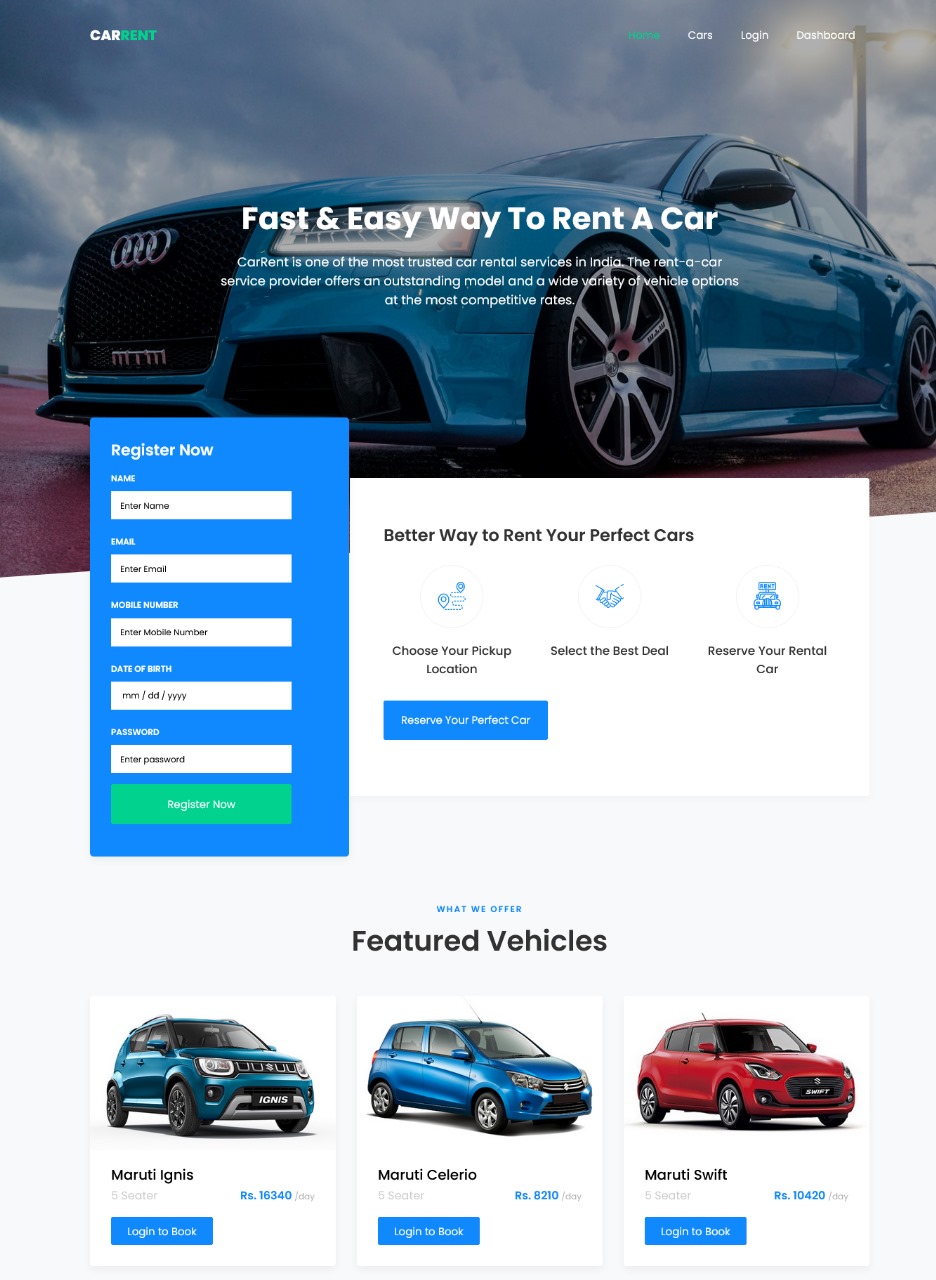 CARRENT
Home Cars Login Dashboard
Fast & Easy Way To Rent A Car
CarRent is one of the most trusted car rental services in India. The rent-a-car
service provider offers an outstanding model and a wide variety of vehicle options
at the most competitive rates.
Register Now
NAME
Enter Name
EMAIL
Enter Email
MOBILE NUMBER
Enter Mobile Number
DATE OF BIRTH
mm / dd / yyyy
PASSWORD
Enter password
Register Now
Better Way to Rent Your Perfect Cars
RENT
Choose Your Pickup
Location
Select the Best Deal
Reserve Your Rental
Car
Reserve Your Perfect Car
WHAT WE OFFER
Featured Vehicles
IGNIS
Maruti Ignis
5 Seater Rs. 16340 /day
Login to Book
Maruti Celerio
5 Seater Rs. 8210 /day
Login to Book
SWIFT
Maruti Swift
5 Seater Rs. 10420 /day
Login to Book